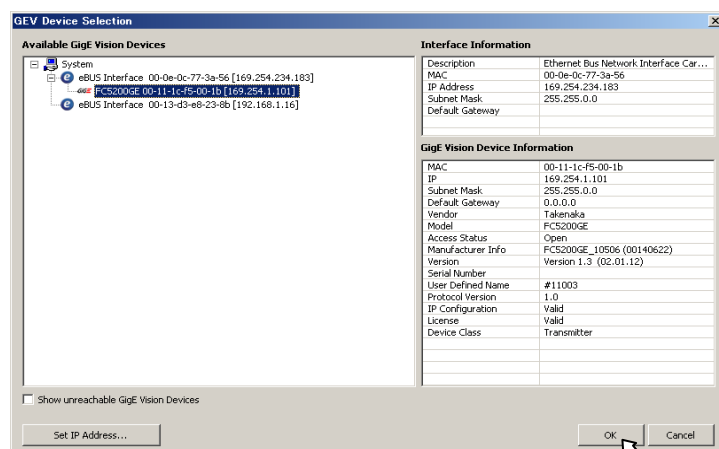 GEV Device Selection
Available GigE Vision Devices
System
eBUS Interface 00-0e-0c-77-3a-56 [169.254.234.183]
GigE FC5200GE 00-11-1c-f5-00-1b [169.254.1.101]
eBUS Interface 00-13-d3-e8-23-8b [192.168.1.16]
Interface Information
Description Ethernet Bus Network Interface Car...
MAC 00-0e-0c-77-3a-56
IP Address 169.254.234.183
Subnet Mask 255.255.0.0
Default Gateway
GigE Vision Device Information
MAC 00-11-1c-f5-00-1b
IP 169.254.1.101
Subnet Mask 255.255.0.0
Default Gateway 0.0.0.0
Vendor Takenaka
Model FC5200GE
Access Status Open
Manufacturer Info FC5200GE_10506 (00140622)
Version Version 1.3 (02.01.12)
Serial Number
User Defined Name #11003
Protocol Version 1.0
IP Configuration Valid
License Valid
Device Class Transmitter
Show unreachable GigE Vision Devices
Set IP Address...
OK
Cancel